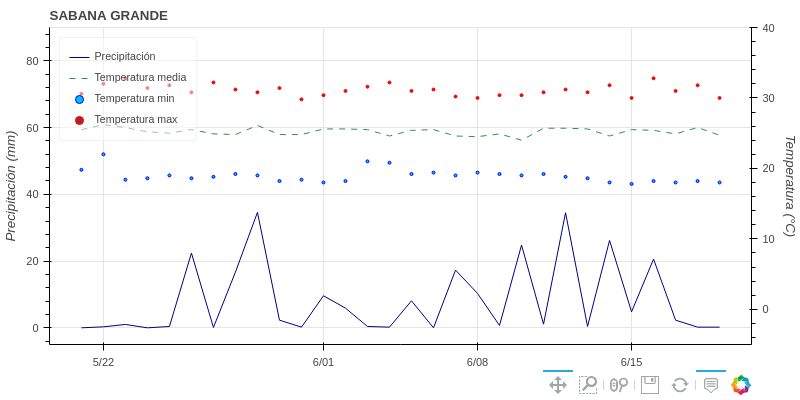 SABANA GRANDE
Precipitación
Temperatura media
Temperatura min
Temperatura max
Precipitación (mm)
80
60
40
20
0
40
30
20
10
0
Temperatura (°C)
5/22
6/01
6/08
6/15